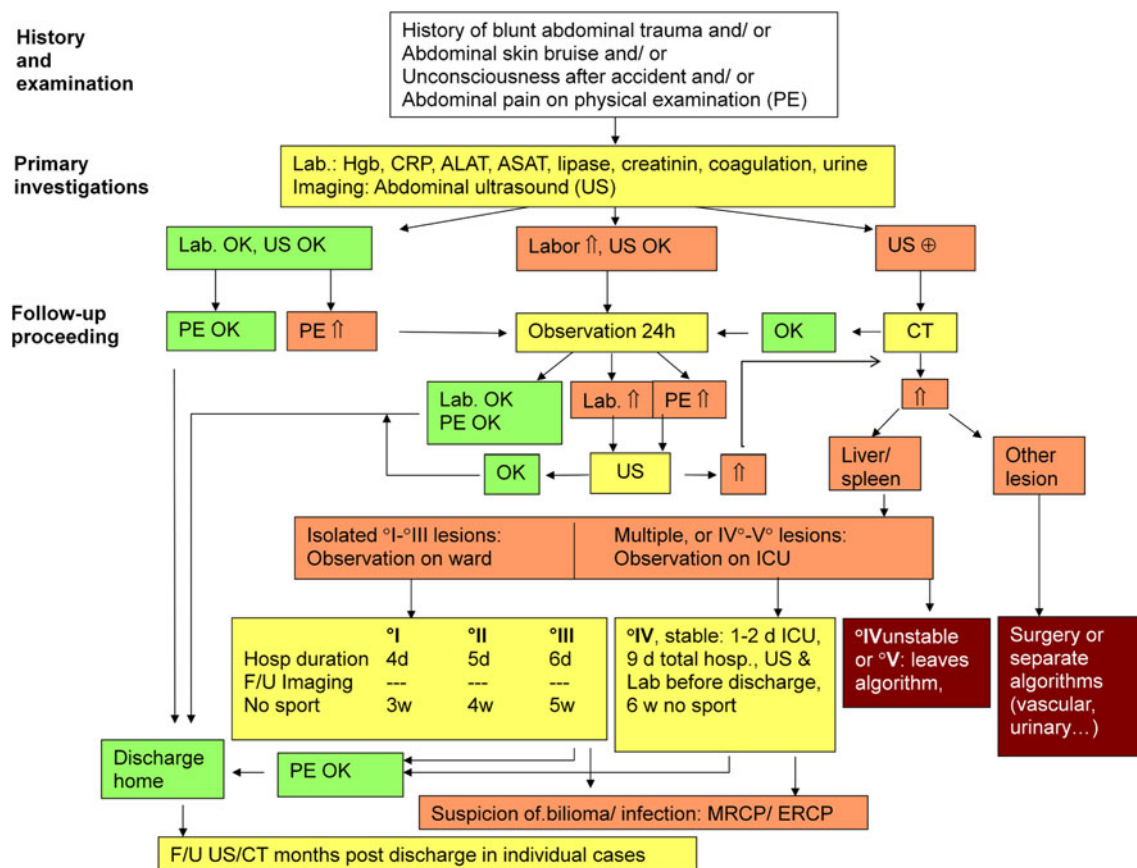 History
and
examination
History of blunt abdominal trauma and/ or
Abdominal skin bruise and/ or
Unconsciousness after accident and/ or
Abdominal pain on physical examination (PE)
Primary
investigations
Lab.: Hgb, CRP, ALAT, ASAT, lipase, creatinin, coagulation, urine
Imaging: Abdominal ultrasound (US)
Lab. OK, US OK
Labor ⇑, US OK
US ⊕
Follow-up
proceeding
PE OK
PE ⇑
Observation 24h
OK
CT
Lab. OK
PE OK
Lab. ⇑
PE ⇑
⇑
OK
US
⇑
Liver/
spleen
Other
lesion
Isolated °I-°III lesions:
Observation on ward
Multiple, or IV°-V° lesions:
Observation on ICU
°I °II °III
Hosp duration 4d 5d 6d
F/U Imaging --- --- ---
No sport 3w 4w 5w
°IV, stable: 1-2 d ICU,
9 d total hosp., US &
Lab before discharge,
6 w no sport
°IVunstable
or °V: leaves
algorithm,
Surgery or
separate
algorithms
(vascular,
urinary…)
Discharge
home
PE OK
Suspicion of.bilioma/ infection: MRCP/ ERCP
F/U US/CT months post discharge in individual cases